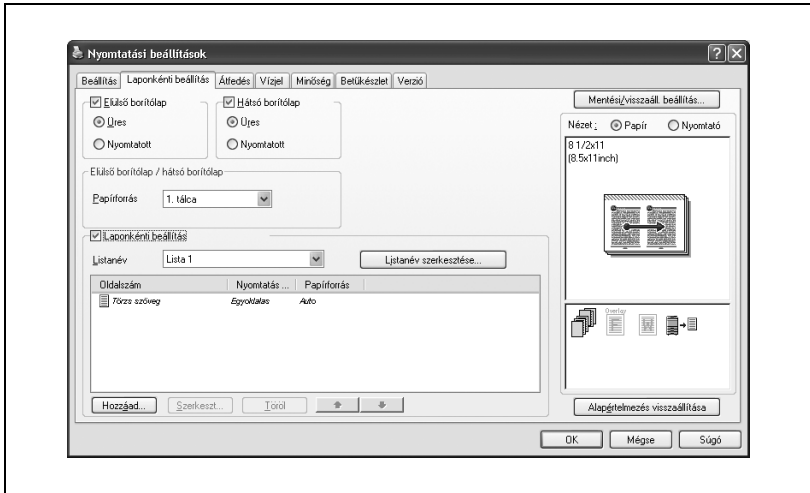 Nyomtatási beállítások
Beállítás Laponkénti beállítás Átfedés Vízjel Minőség Betűkészlet Verzió
Elülső borítólap
Üres
Nyomtatott
Hátsó borítólap
Üres
Nyomtatott
Elülső borítólap / hátsó borítólap
Papírforrás 1. tálca
Laponkénti beállítás
Listanév Lista 1 Listanév szerkesztése...
Oldalszám Nyomtatás ... Papírforrás
Törzs szöveg Egyoldalas Auto
Hozzáad... Szerkeszt... Töröl
Mentési/visszaáll. beállítás...
Nézet : Papír Nyomtató
8 1/2x11
(8.5x11inch)
Overlay
Alapértelmezés visszaállítása
OK Mégse Súgó